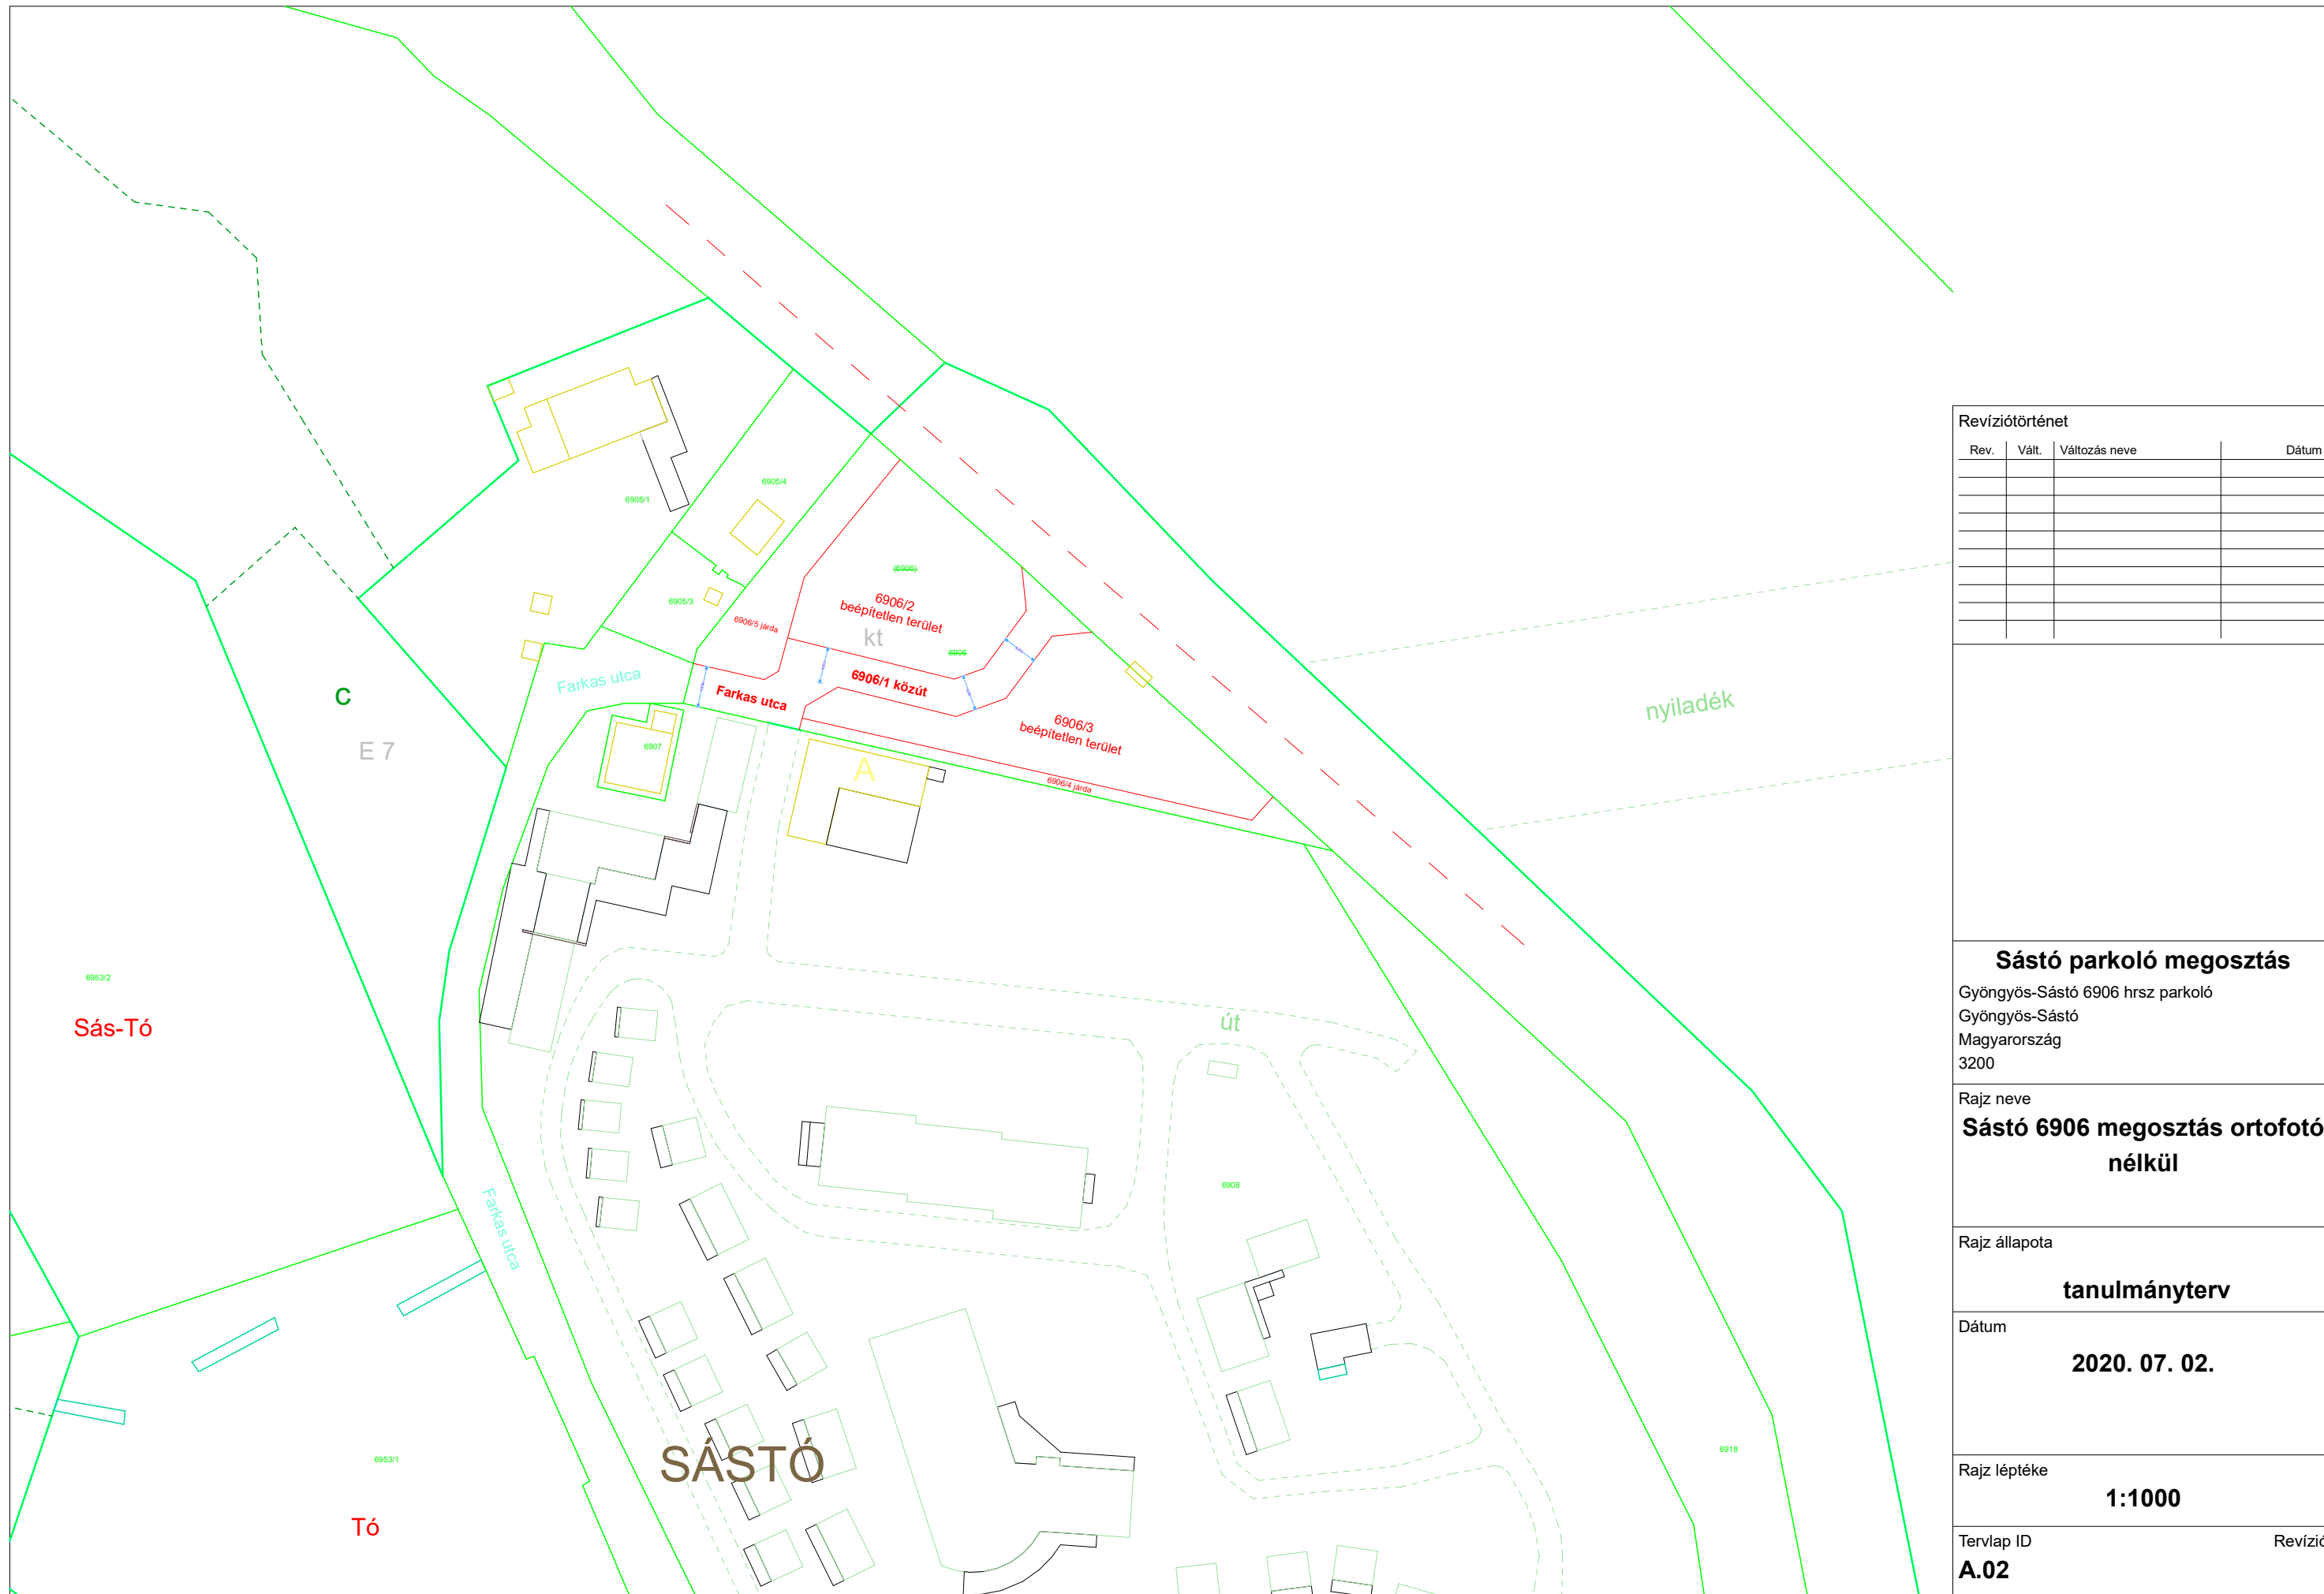 6905/1
6905/4
(6906)
6906/2
beépítetlen terület
6905/3
6906/5 járda
kt
6906
Farkas utca
6906/1 közút
Farkas utca
C
E 7
6907
A
6906/3
beépítetlen terület
6906/4 járda
nyiladék
6953/2
Sás-Tó
út
6908
Farkas utca
6953/1
SÁSTÓ
Tó
6918
Revíziótörténet
Rev. Vált. Változás neve Dátum
Sástó parkoló megosztás
Gyöngyös-Sástó 6906 hrsz parkoló
Gyöngyös-Sástó
Magyarország
3200
Rajz neve
Sástó 6906 megosztás ortofotó
nélkül
Rajz állapota
tanulmányterv
Dátum
2020. 07. 02.
Rajz léptéke
1:1000
Tervlap ID Revízió
A.02